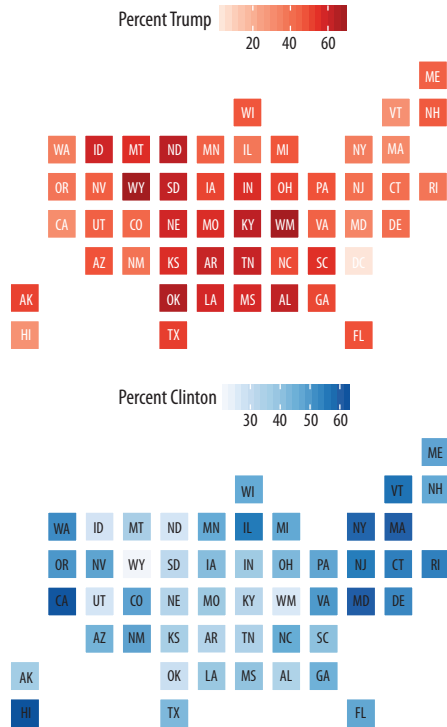 Percent Trump
20 40 60
ME
WI VT NH
WA ID MT ND MN IL MI NY MA
OR NV WY SD IA IN OH PA NJ CT RI
CA UT CO NE MO KY WM VA MD DE
AZ NM KS AR TN NC SC DC
AK OK LA MS AL GA
HI TX FL
Percent Clinton
30 40 50 60
ME
WI VT NH
WA ID MT ND MN IL MI NY MA
OR NV WY SD IA IN OH PA NJ CT RI
CA UT CO NE MO KY WM VA MD DE
AZ NM KS AR TN NC SC
AK OK LA MS AL GA
HI TX FL